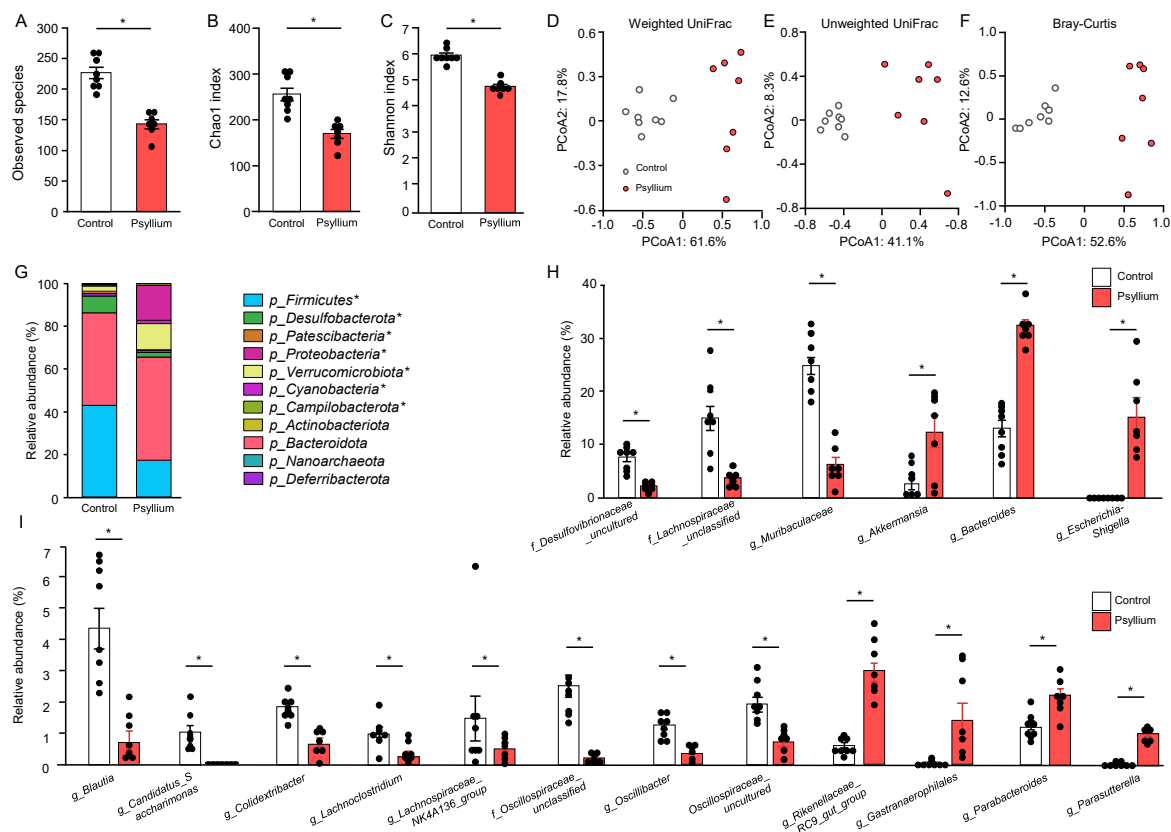 A
Observed species
300
250
200
150
100
50
0
*
Control
Psyllium
B
Chao1 index
400
300
200
100
0
*
Control
Psyllium
C
Shannon index
7
6
5
4
3
2
1
0
*
Control
Psyllium
D
Weighted UniFrac
PCoA2: 17.8%
0.6
0.3
0.0
-0.3
-0.6
Control
Psyllium
-1.0
-0.5
0.0
0.5
1.0
PCoA1: 61.6%
E
Unweighted UniFrac
PCoA2: 8.3%
0.8
0.4
0.0
-0.4
-0.8
-0.8
-0.4
0.0
-0.4
-0.8
PCoA1: 41.1%
F
Bray-Curtis
PCoA2: 12.6%
1.0
0.5
0.0
-0.5
-1.0
-1.0
-0.5
0.0
0.5
1.0
PCoA1: 52.6%
G
Relative abundance (%)
100
80
60
40
20
0
Control
Psyllium
p_Firmicutes*
p_Desulfobacterota*
p_Patescibacteria*
p_Proteobacteria*
p_Verrucomicrobiota*
p_Cyanobacteria*
p_Campilobacterota*
p_Actinobacteriota
p_Bacteroidota
p_Nanoarchaeota
p_Deferribacterota
H
Relative abundance (%)
40
30
20
10
0
*
*
*
*
*
*
Control
Psyllium
f_Desulfovibrionaceae
_uncultured
f_Lachnospiraceae
_unclassified
g_Muribaculaceae
g_Akkermansia
g_Bacteroides
g_Escherichia-
Shigella
I
Relative abundance (%)
7
6
5
4
3
2
1
0
*
*
*
*
*
*
*
*
*
*
*
*
Control
Psyllium
g_Blautia
g_Candidatus_S
accharimonas
g_Colidextribacter
g_Lachnoclostridium
g_Lachnospiraceae_
NK4A136_group
f_Oscillospiraceae_
unclassified
g_Oscillibacter
Oscillospiraceae_
uncultured
g_Rikenellaceae_
RC9_gut_group
g_Gastranaerophilales
g_Parabacteroides
g_Parasutterella